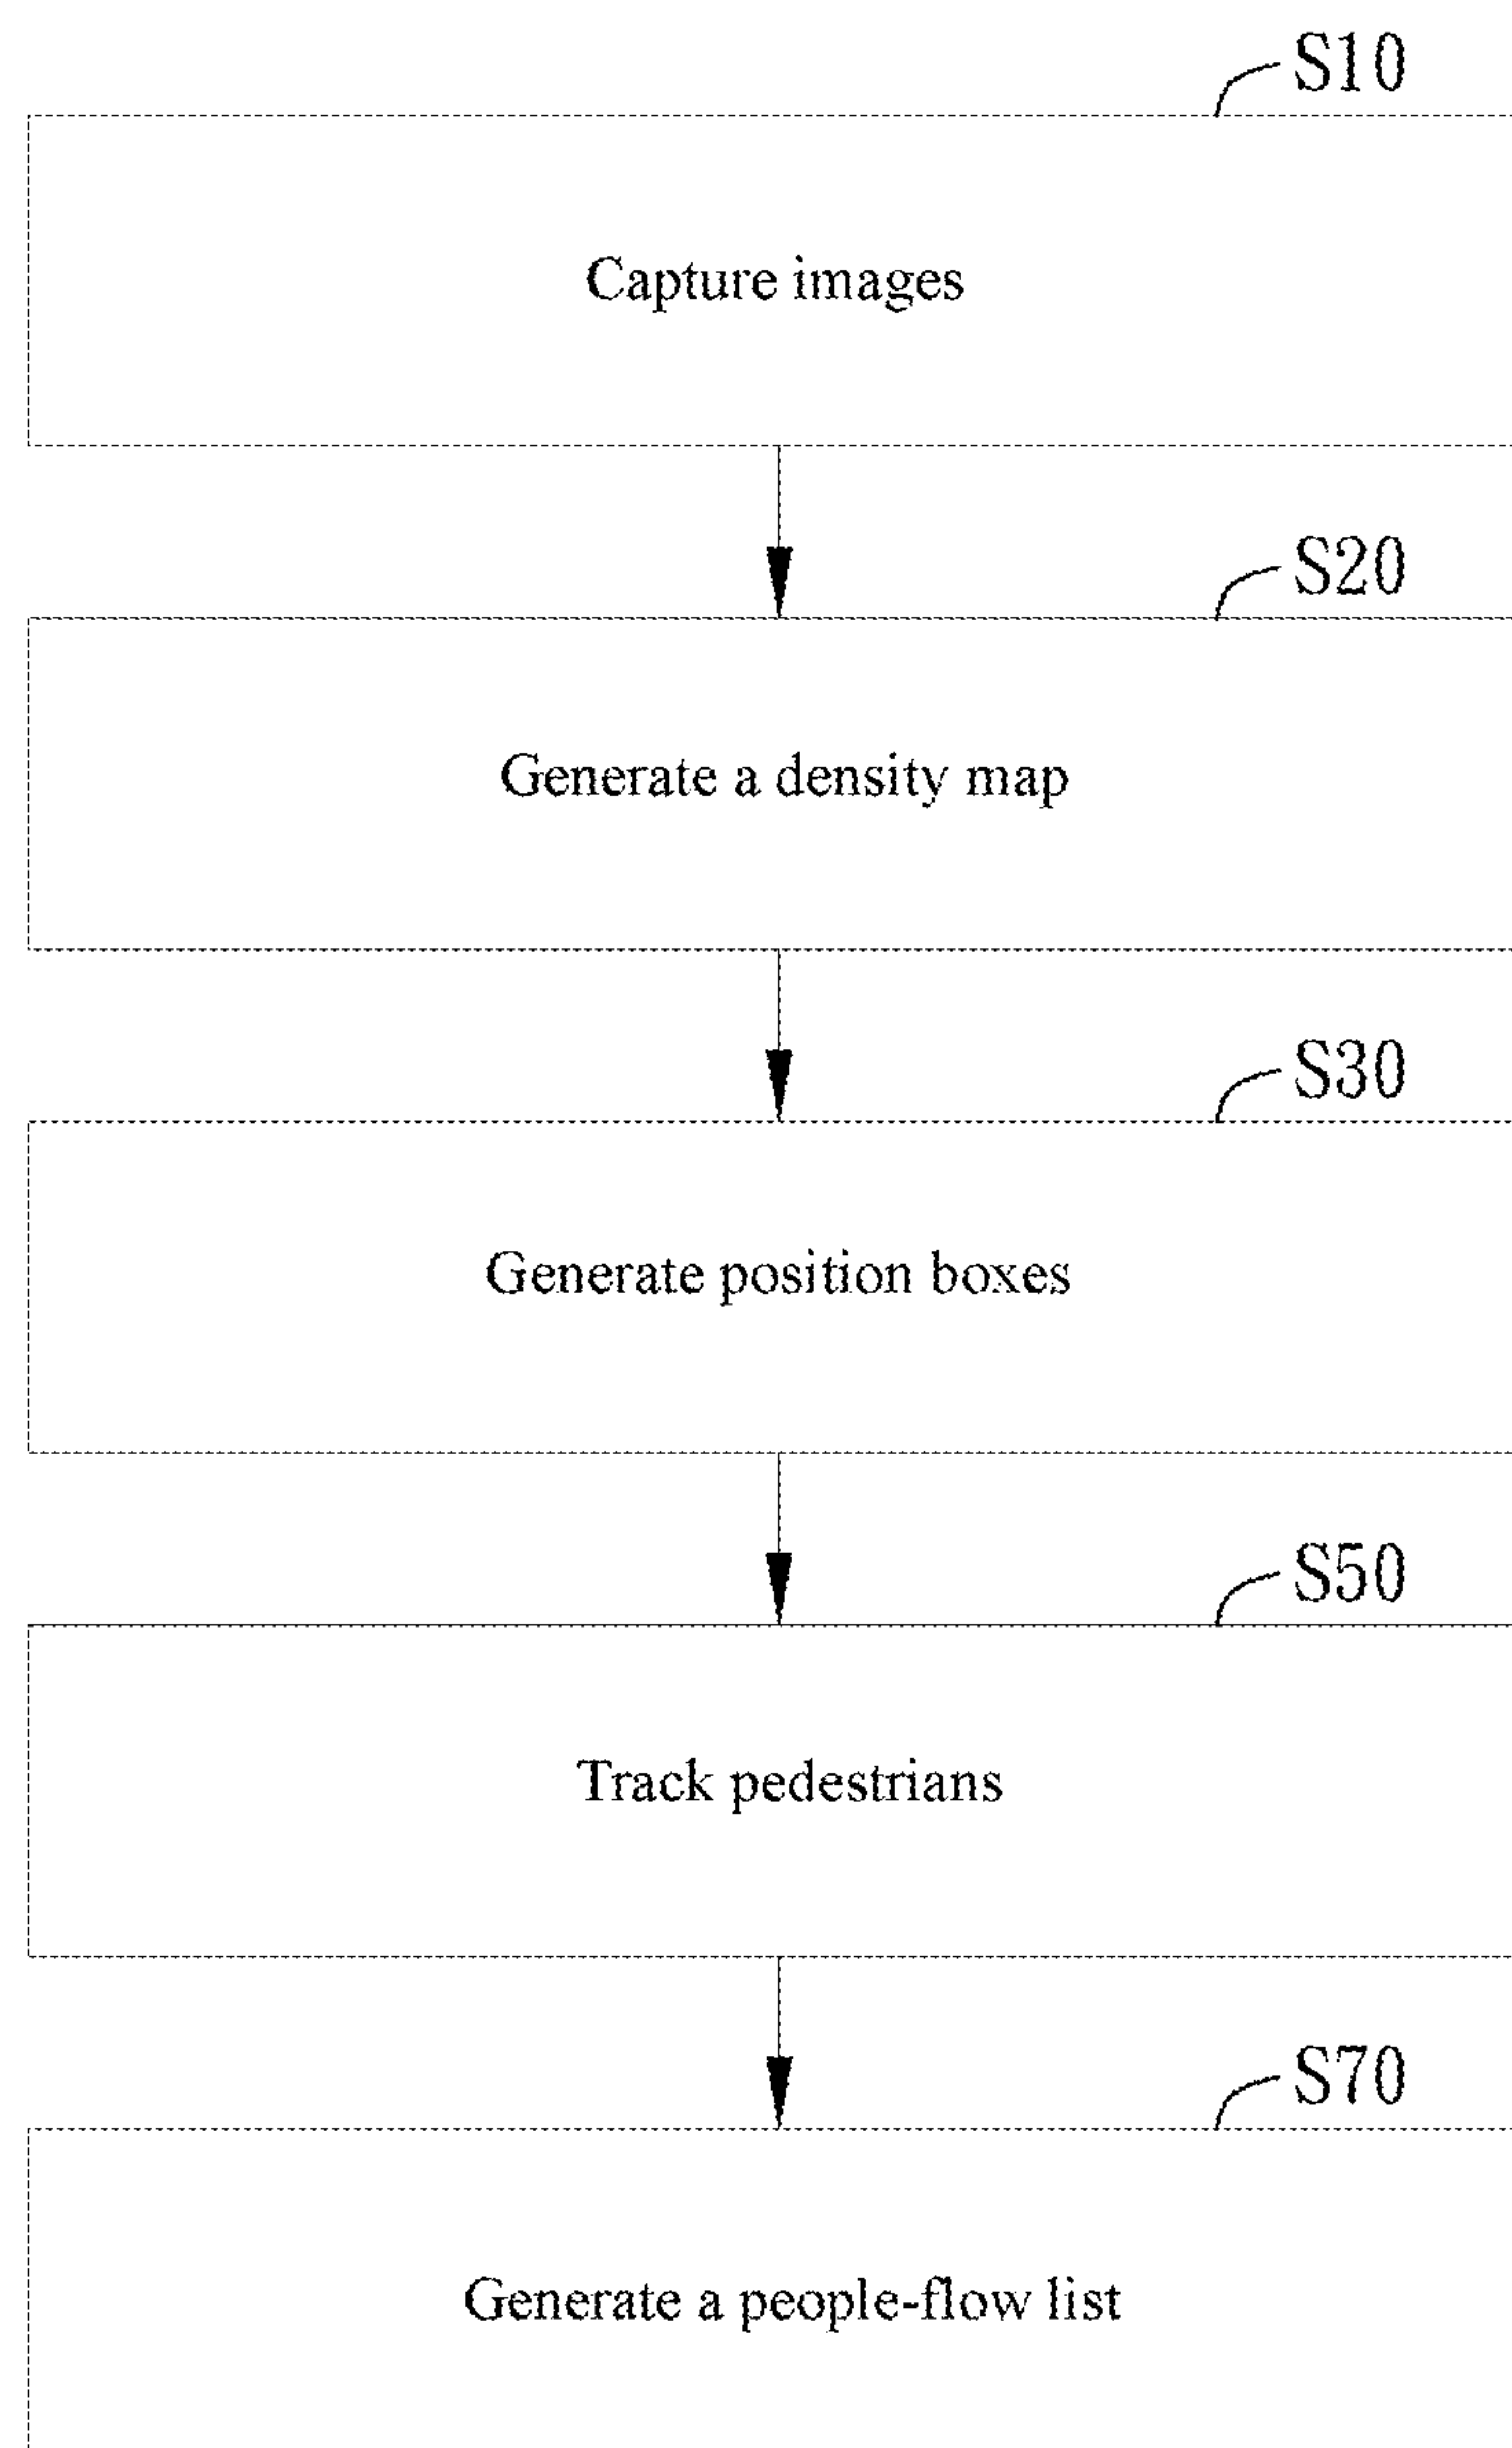 S10
Capture images
S20
Generate a density map
S30
Generate position boxes
S50
Track pedestrians
S70
Generate a people-flow list